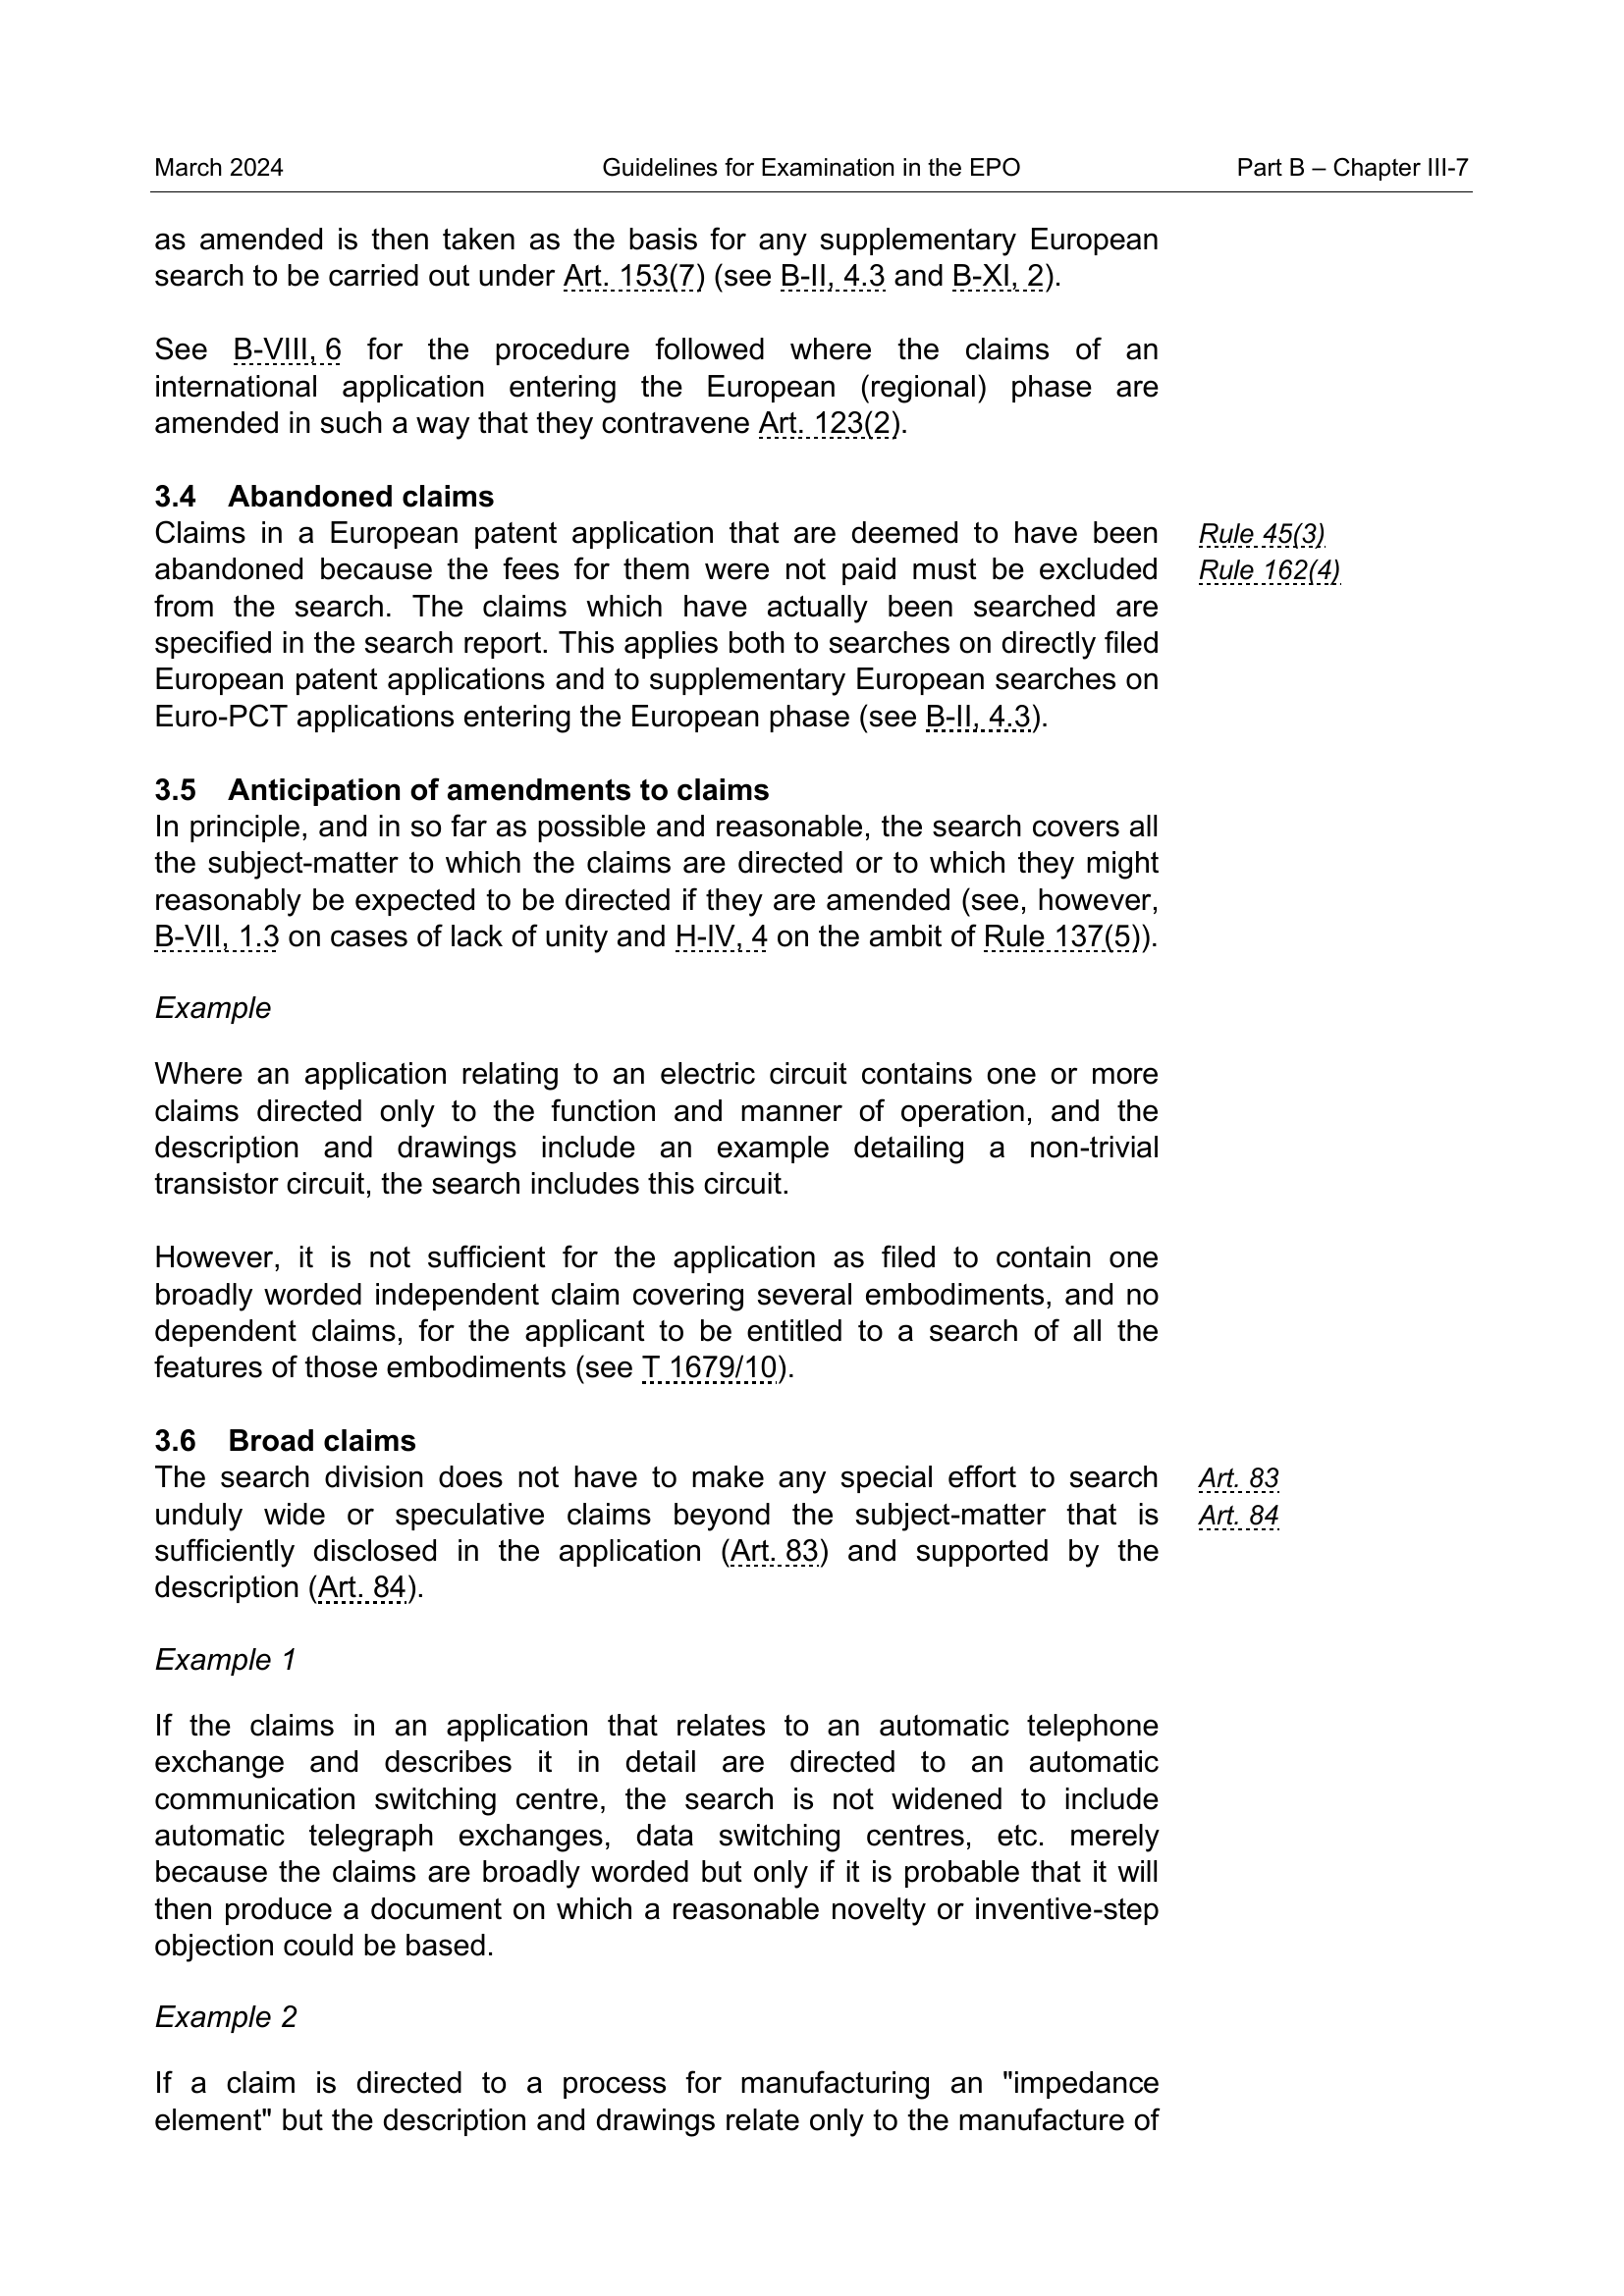 March 2024 Guidelines for Examination in the EPO Part B – Chapter III-7
as amended is then taken as the basis for any supplementary European
search to be carried out under Art. 153(7) (see B-II, 4.3 and B-XI, 2).
See B-VIII, 6 for the procedure followed where the claims of an
international application entering the European (regional) phase are
amended in such a way that they contravene Art. 123(2).
3.4 Abandoned claims
Claims in a European patent application that are deemed to have been
abandoned because the fees for them were not paid must be excluded
from the search. The claims which have actually been searched are
specified in the search report. This applies both to searches on directly filed
European patent applications and to supplementary European searches on
Euro-PCT applications entering the European phase (see B-II, 4.3).
Rule 45(3)
Rule 162(4)
3.5 Anticipation of amendments to claims
In principle, and in so far as possible and reasonable, the search covers all
the subject-matter to which the claims are directed or to which they might
reasonably be expected to be directed if they are amended (see, however,
B-VII, 1.3 on cases of lack of unity and H-IV, 4 on the ambit of Rule 137(5)).
Example
Where an application relating to an electric circuit contains one or more
claims directed only to the function and manner of operation, and the
description and drawings include an example detailing a non-trivial
transistor circuit, the search includes this circuit.
However, it is not sufficient for the application as filed to contain one
broadly worded independent claim covering several embodiments, and no
dependent claims, for the applicant to be entitled to a search of all the
features of those embodiments (see T 1679/10).
3.6 Broad claims
The search division does not have to make any special effort to search
unduly wide or speculative claims beyond the subject-matter that is
sufficiently disclosed in the application (Art. 83) and supported by the
description (Art. 84).
Art. 83
Art. 84
Example 1
If the claims in an application that relates to an automatic telephone
exchange and describes it in detail are directed to an automatic
communication switching centre, the search is not widened to include
automatic telegraph exchanges, data switching centres, etc. merely
because the claims are broadly worded but only if it is probable that it will
then produce a document on which a reasonable novelty or inventive-step
objection could be based.
Example 2
If a claim is directed to a process for manufacturing an "impedance
element" but the description and drawings relate only to the manufacture of